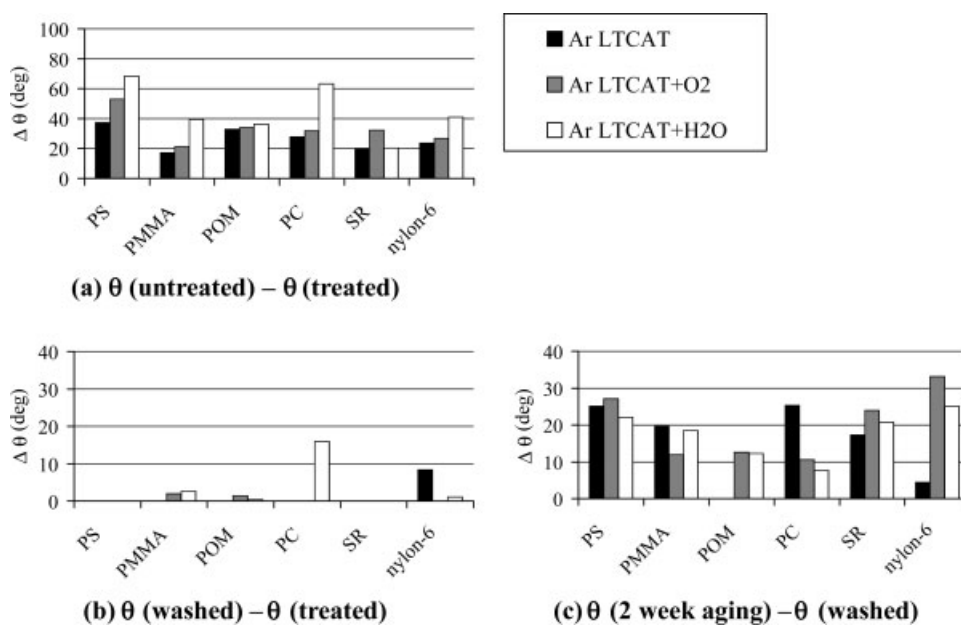 100
80
60
40
20
0
Δ θ (deg)
PS
PMMA
POM
PC
SR
nylon-6
(a) θ (untreated) – θ (treated)
Ar LTCAT
Ar LTCAT+O2
Ar LTCAT+H2O
40
30
20
10
0
Δ θ (deg)
PS
PMMA
POM
PC
SR
nylon-6
(b) θ (washed) – θ (treated)
40
30
20
10
0
Δ θ (deg)
PS
PMMA
POM
PC
SR
nylon-6
(c) θ (2 week aging) – θ (washed)